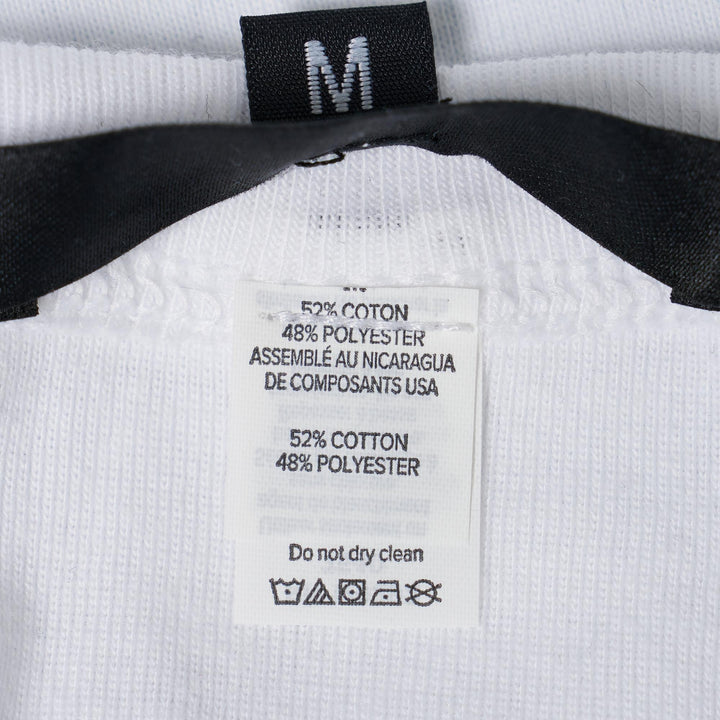 M
52% COTON
48% POLYESTER
ASSEMBLÉ AU NICARAGUA
DE COMPOSANTS USA
52% COTTON
48% POLYESTER
Do not dry clean